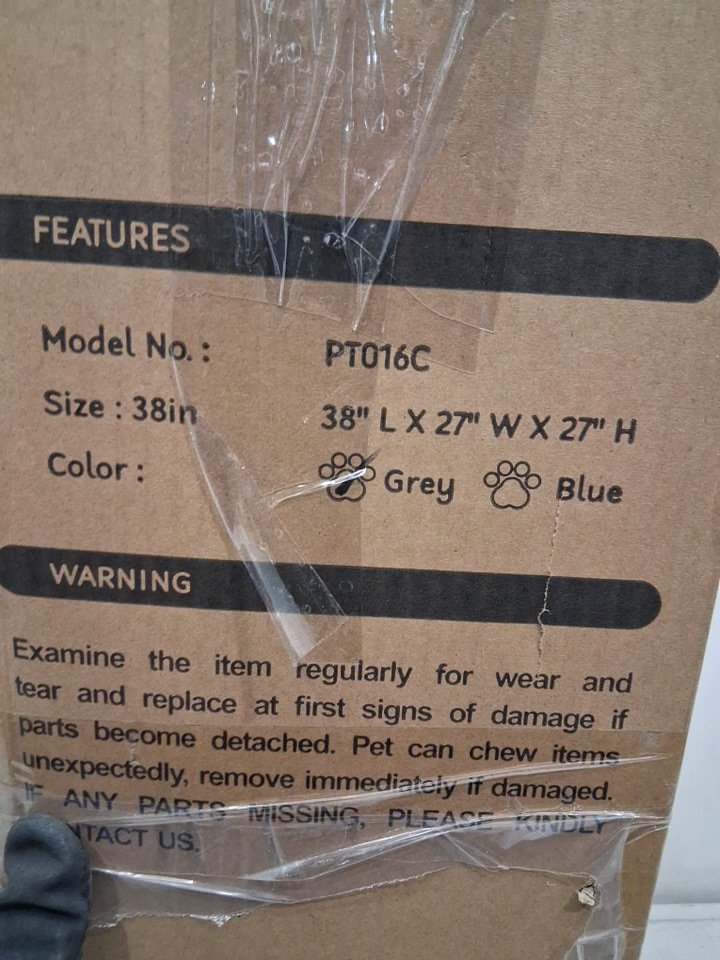 FEATURES
Model No. : PT016C
Size : 38in 38" L X 27" W X 27" H
Color : Grey Blue
WARNING
Examine the item regularly for wear and
tear and replace at first signs of damage if
parts become detached. Pet can chew items
unexpectedly, remove immediately if damaged.
IF ANY PARTS MISSING, PLEASE KINDLY
NTACT US.